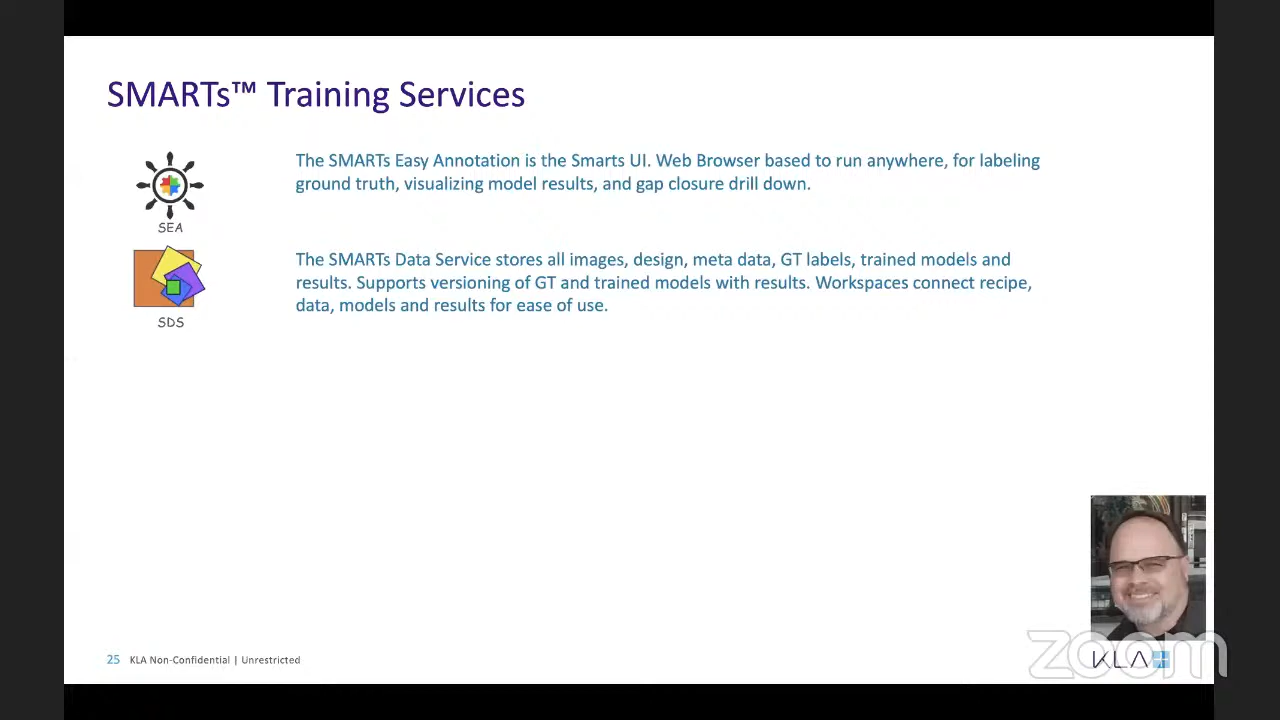 SMARTs™ Training Services
The SMARTs Easy Annotation is the Smarts UI. Web Browser based to run anywhere, for labeling
ground truth, visualizing model results, and gap closure drill down.
SEA
The SMARTs Data Service stores all images, design, meta data, GT labels, trained models and
results. Supports versioning of GT and trained models with results. Workspaces connect recipe,
data, models and results for ease of use.
SDS
25 KLA Non-Confidential | Unrestricted
KLA
zoom